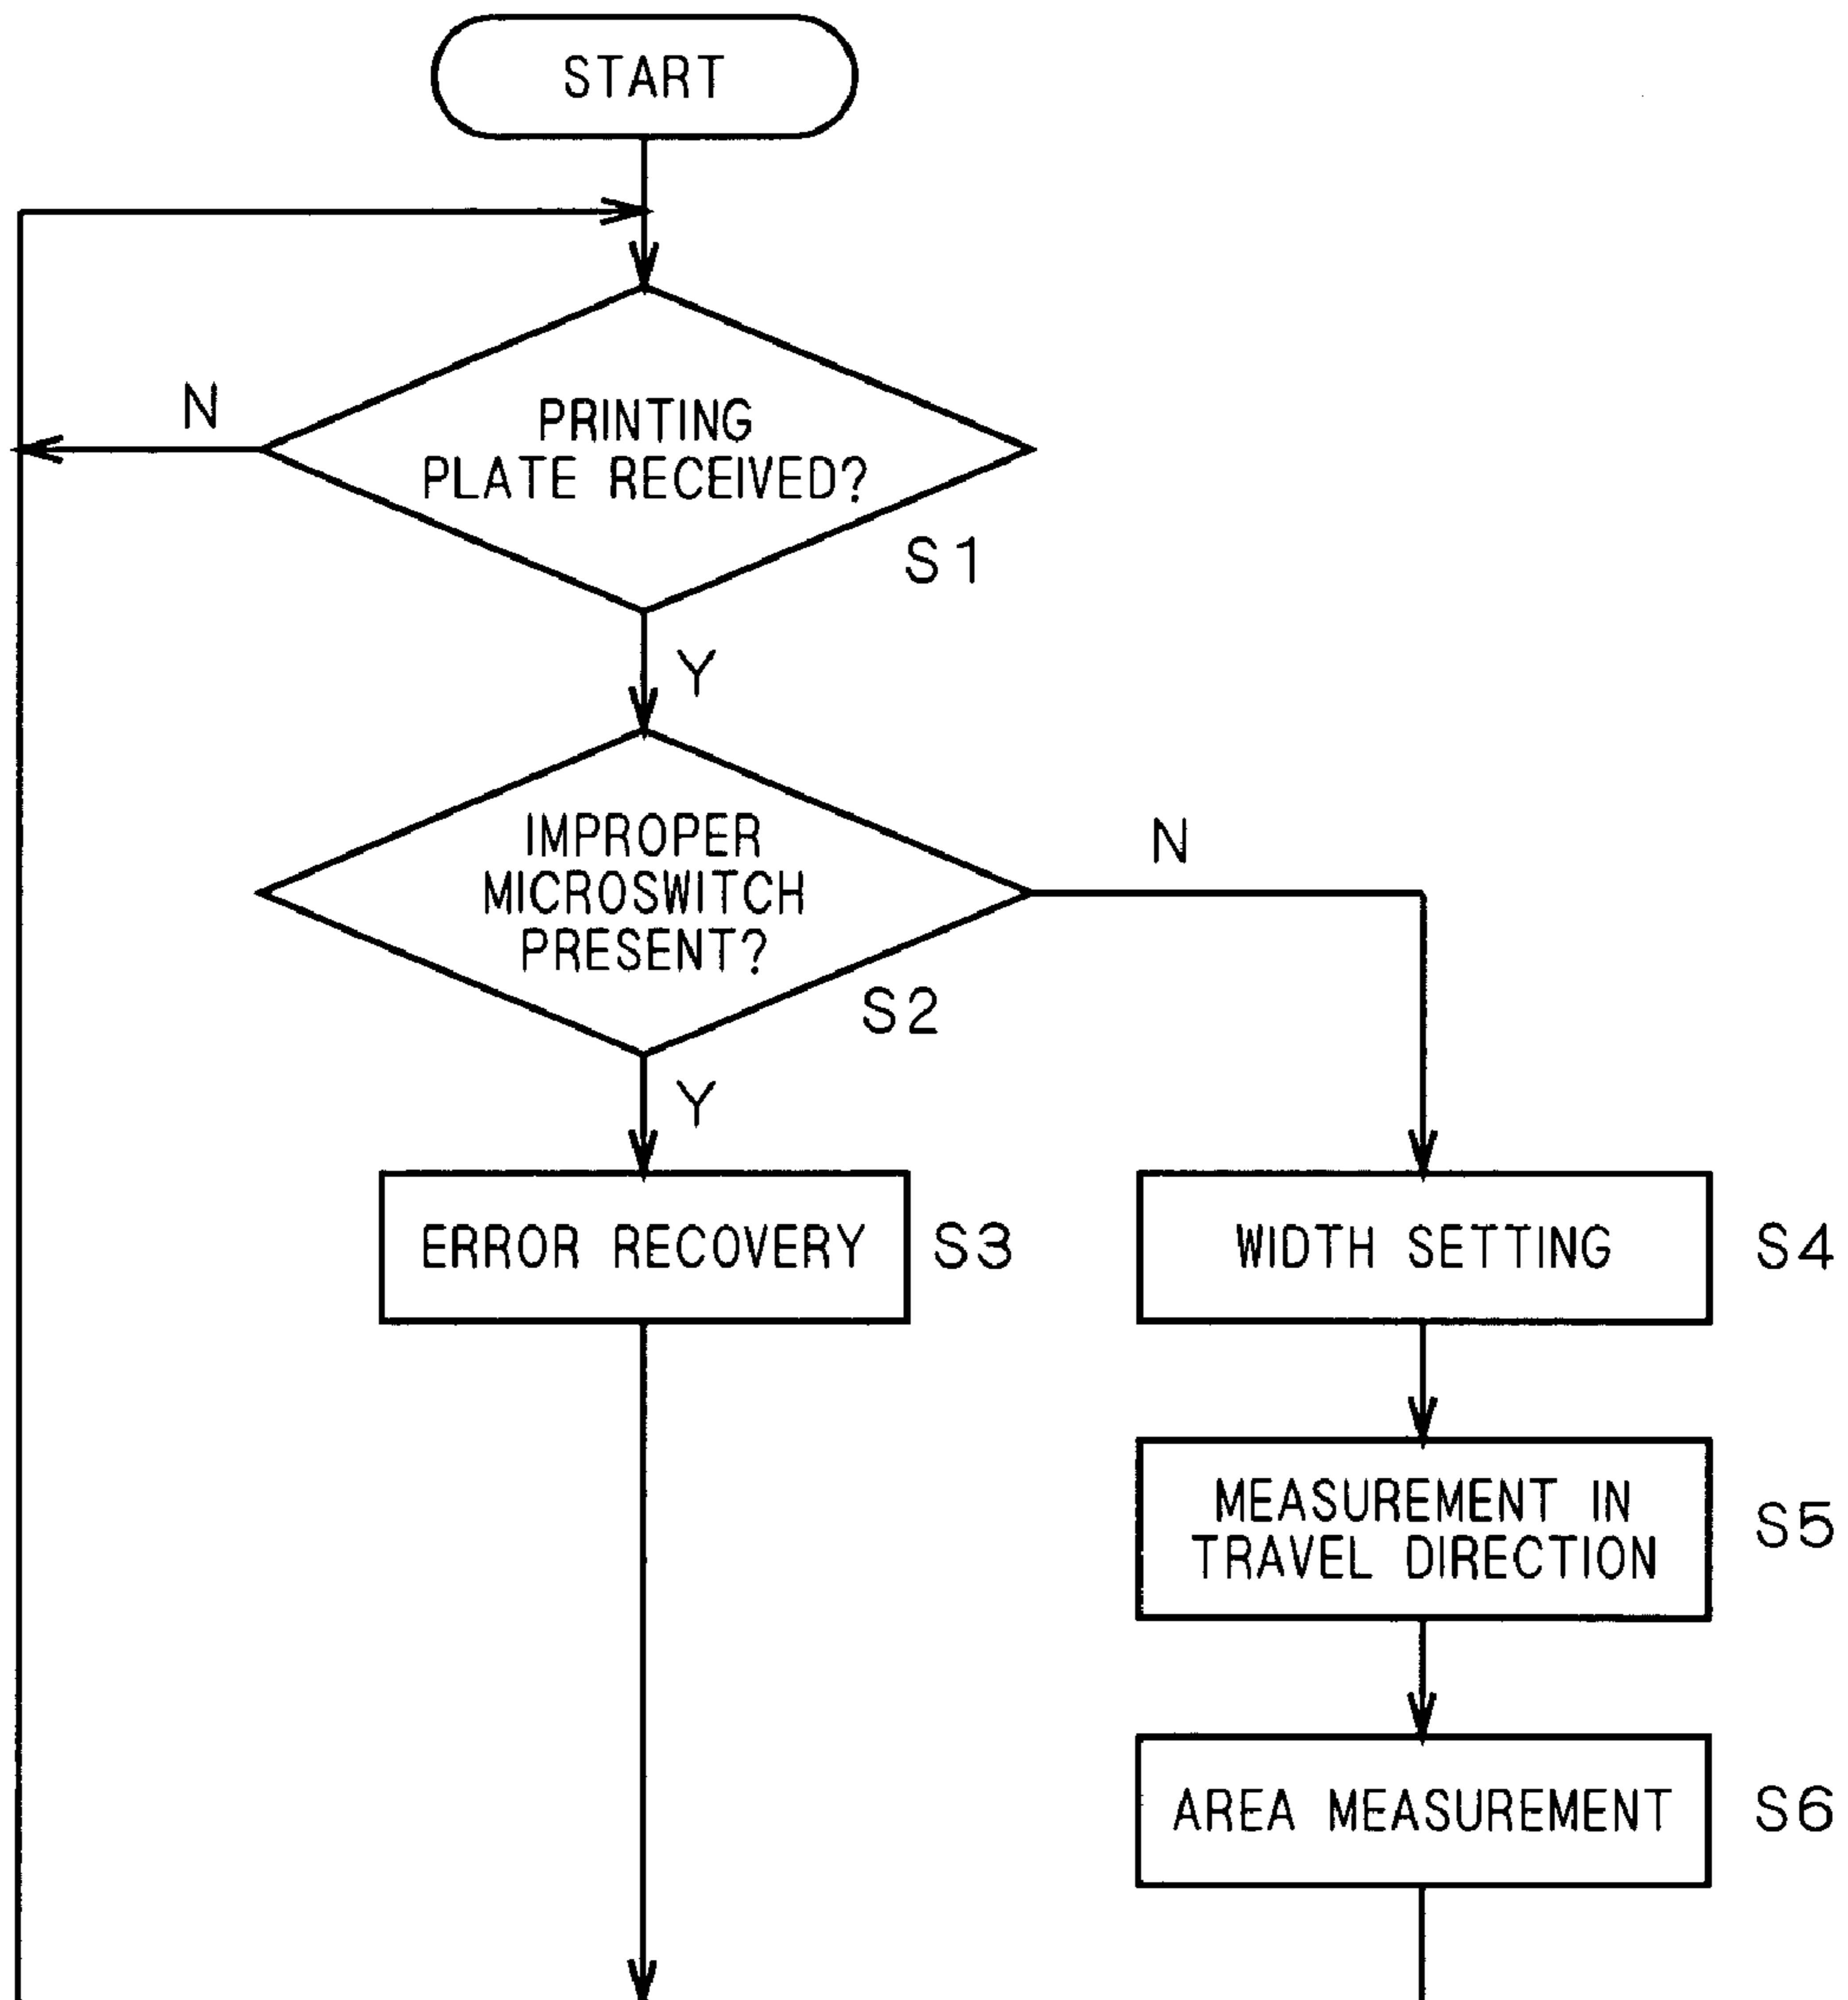 START
N
PRINTING
PLATE RECEIVED?
S1
Y
IMPROPER
MICROSWITCH
PRESENT?
N
S2
Y
ERROR RECOVERY
S3
WIDTH SETTING
S4
MEASUREMENT IN
TRAVEL DIRECTION
S5
AREA MEASUREMENT
S6